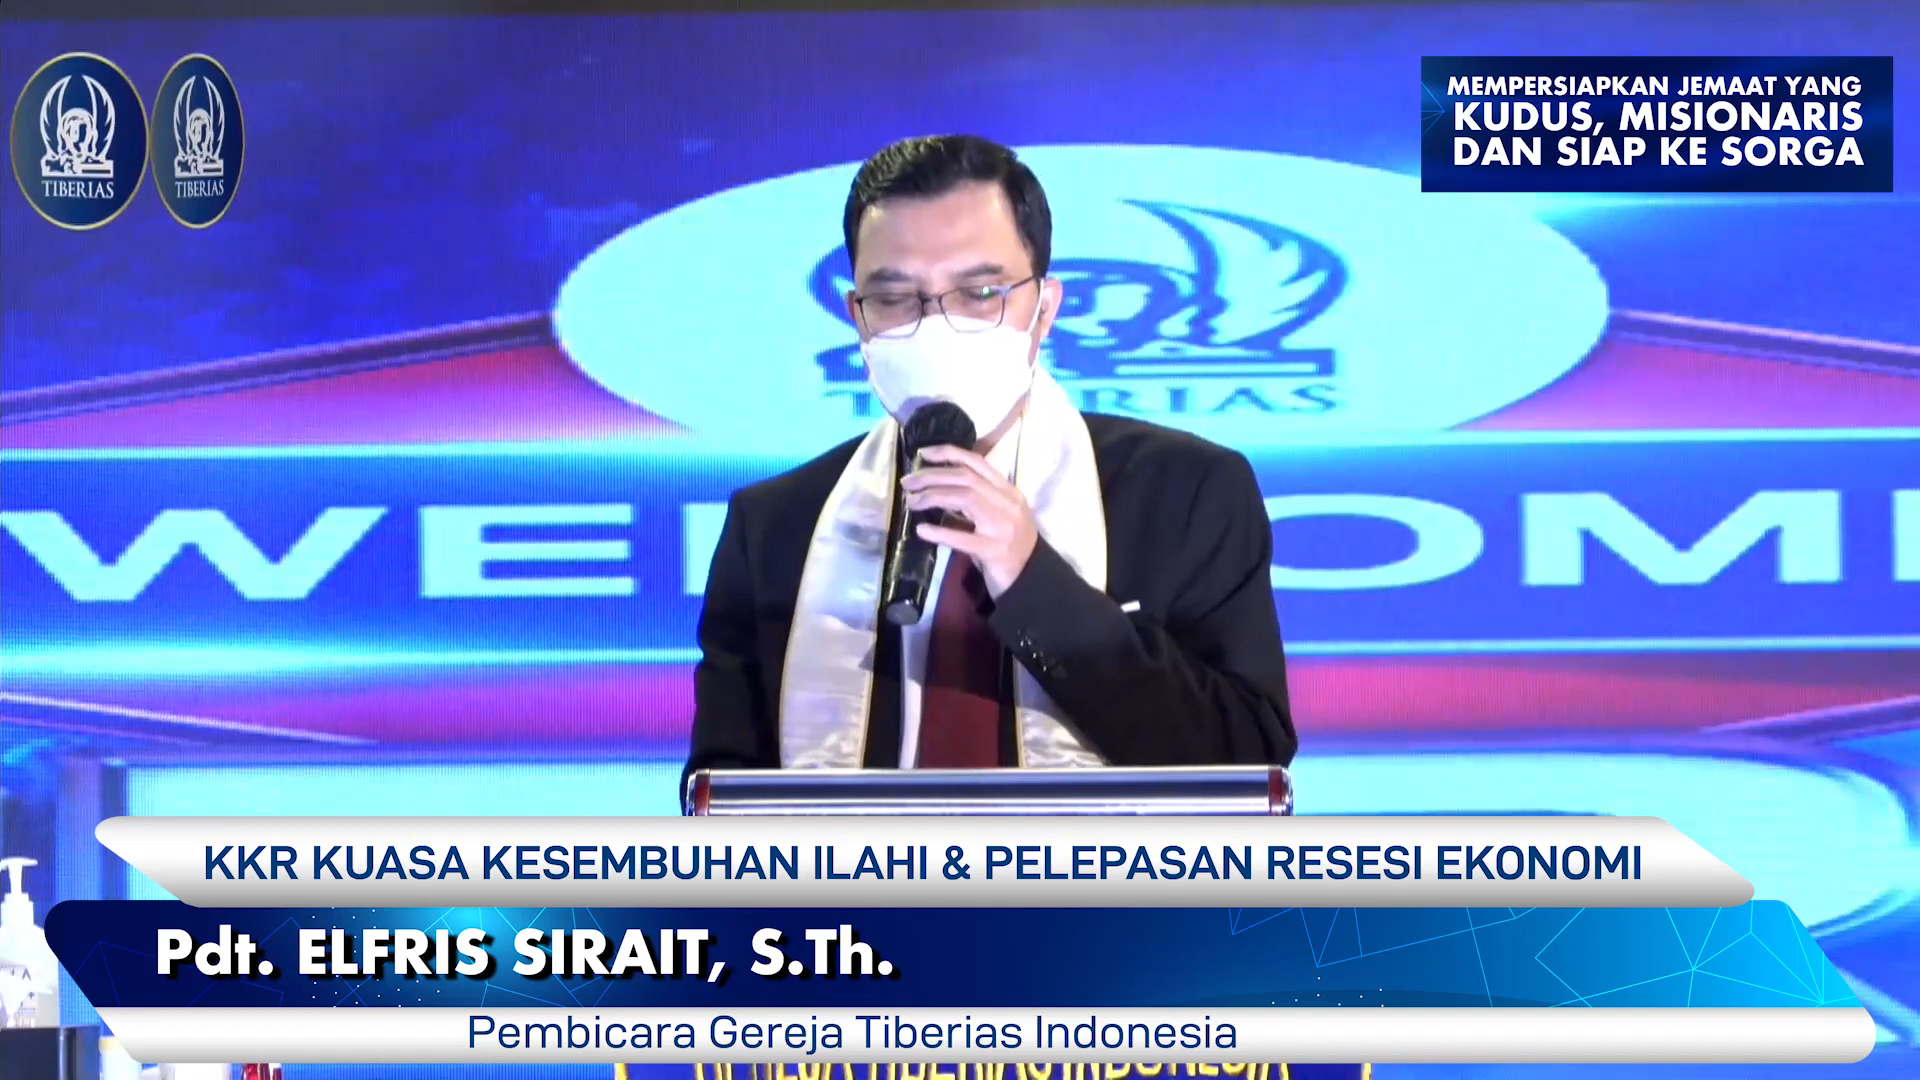 TIBERIAS
TIBERIAS
MEMPERSIAPKAN JEMAAT YANG
KUDUS, MISIONARIS
DAN SIAP KE SORGA
KKR KUASA KESEMBUHAN ILAHI & PELEPASAN RESESI EKONOMI
Pdt. ELFRIS SIRAIT, S.Th.
Pembicara Gereja Tiberias Indonesia